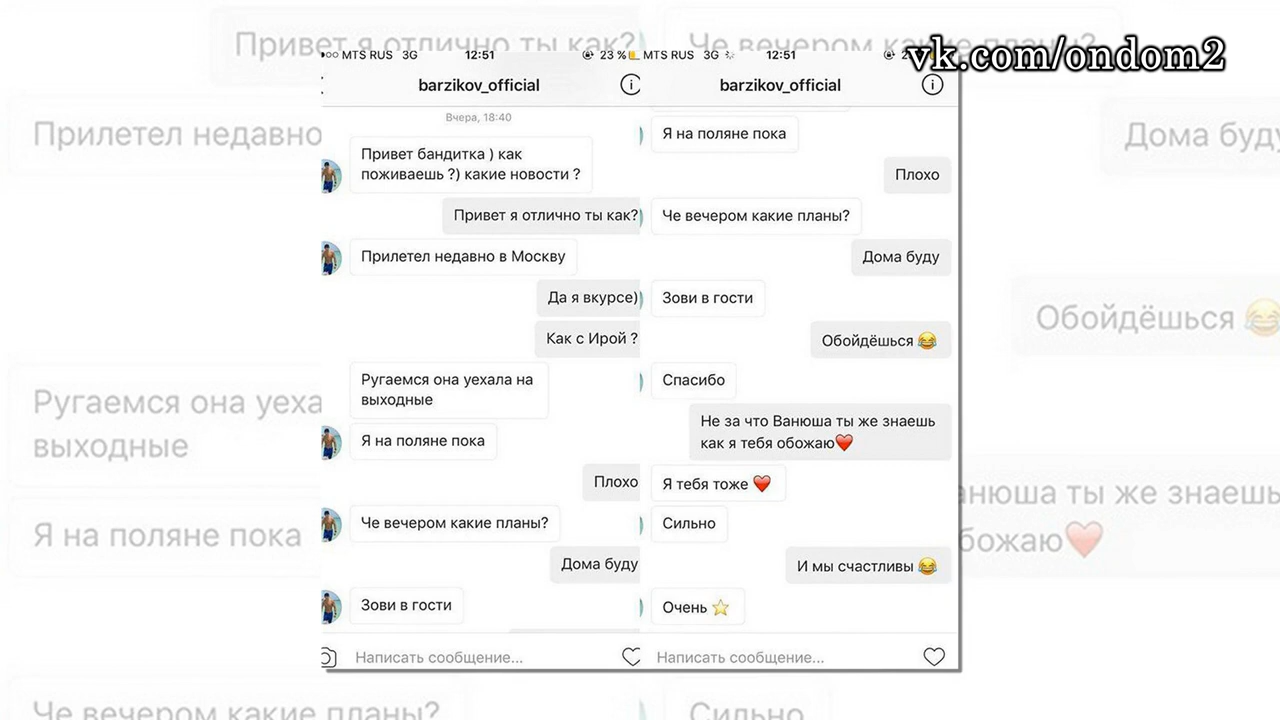 Привет я отлично ты как?
Че вечером какие планы?
vk.com/ondom2
Прилетел недавно
Дома буду
Обойдёшься 😂
Ругаемся она уеха
выходные
Я на поляне пока
анюша ты же знаешь
божаю❤️
Че вечером какие планы?
Сильно
MTS RUS 3G 12:51 23 %
barzikov_official
Вчера, 18:40
Привет бандитка ) как
поживаешь ?) какие новости ?
Привет я отлично ты как?
Прилетел недавно в Москву
Да я вкурсе)
Как с Ирой ?
Ругаемся она уехала на
выходные
Я на поляне пока
Плохо
Че вечером какие планы?
Дома буду
Зови в гости
Написать сообщение...
MTS RUS 3G 12:51
barzikov_official
Я на поляне пока
Плохо
Че вечером какие планы?
Дома буду
Зови в гости
Обойдёшься 😂
Спасибо
Не за что Ванюша ты же знаешь
как я тебя обожаю❤️
Я тебя тоже ❤️
Сильно
И мы счастливы 😂
Очень ⭐
Написать сообщение...